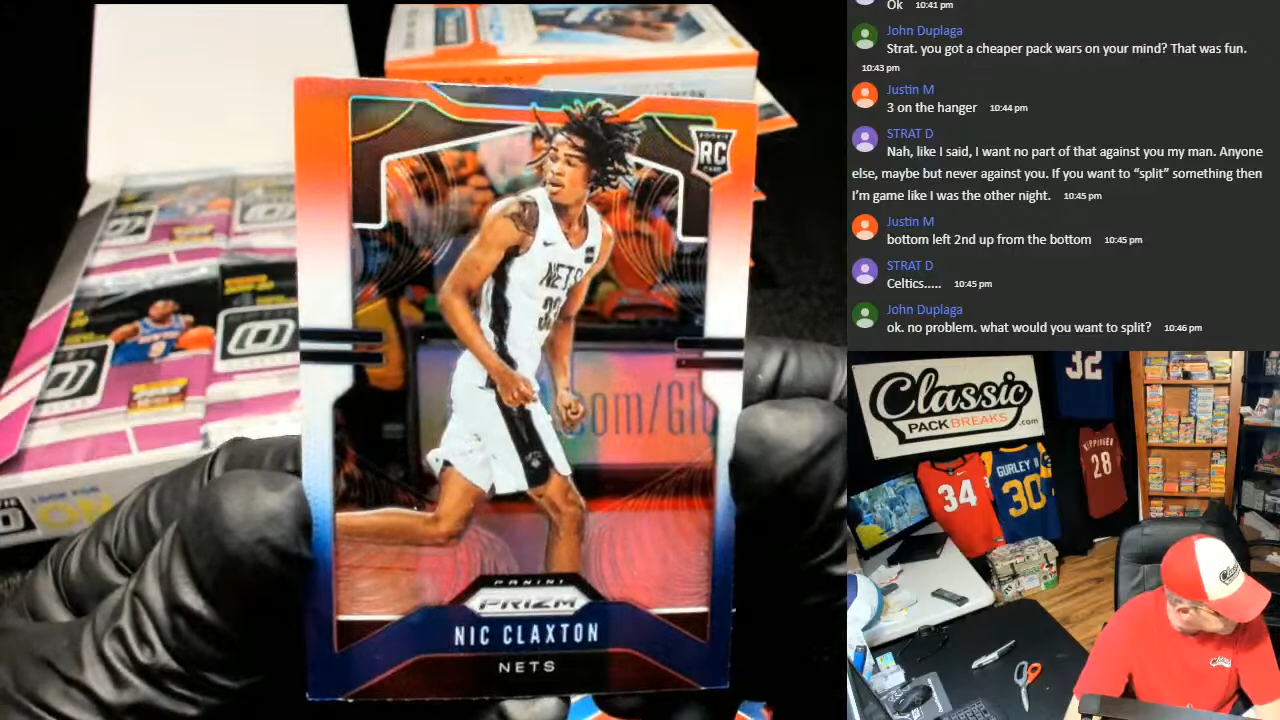 Ok 10:41 pm
John Duplaga
Strat. you got a cheaper pack wars on your mind? That was fun.
10:43 pm
Justin M
3 on the hanger 10:44 pm
STRAT D
Nah, like I said, I want no part of that against you my man. Anyone
else, maybe but never against you. If you want to “split” something then
I’m game like I was the other night. 10:45 pm
Justin M
bottom left 2nd up from the bottom 10:45 pm
STRAT D
Celtics..... 10:45 pm
John Duplaga
ok. no problem. what would you want to split? 10:46 pm
RC
NETS
33
.com/Glo
PANINI
PRIZM
NIC CLAXTON
NETS
Classic
PACK BREAKS .com
32
34
GURLEY II
30
28